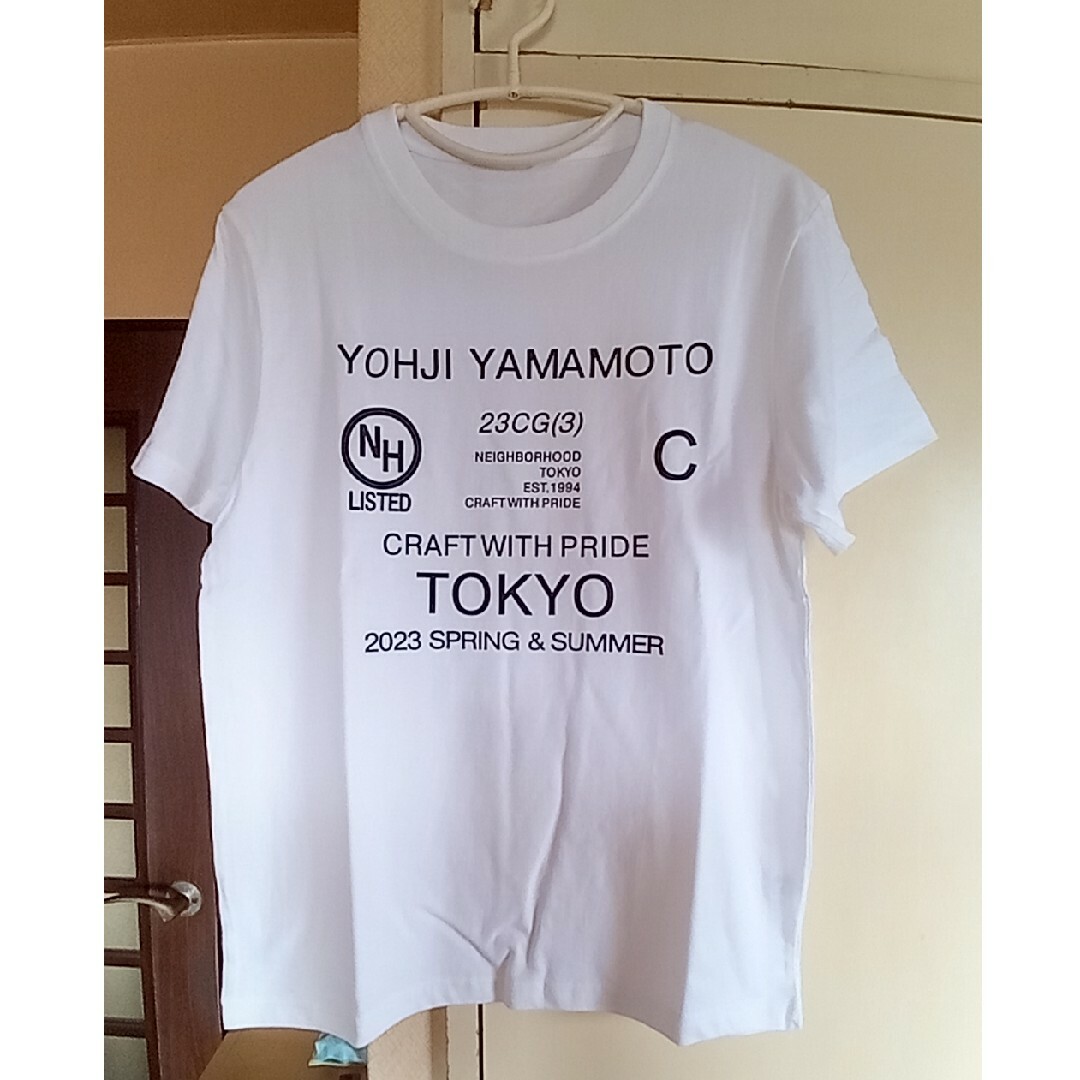 YOHJI YAMAMOTO
NH
LISTED
23CG(3)
NEIGHBORHOOD
TOKYO
EST.1994
CRAFT WITH PRIDE
C
CRAFT WITH PRIDE
TOKYO
2023 SPRING & SUMMER